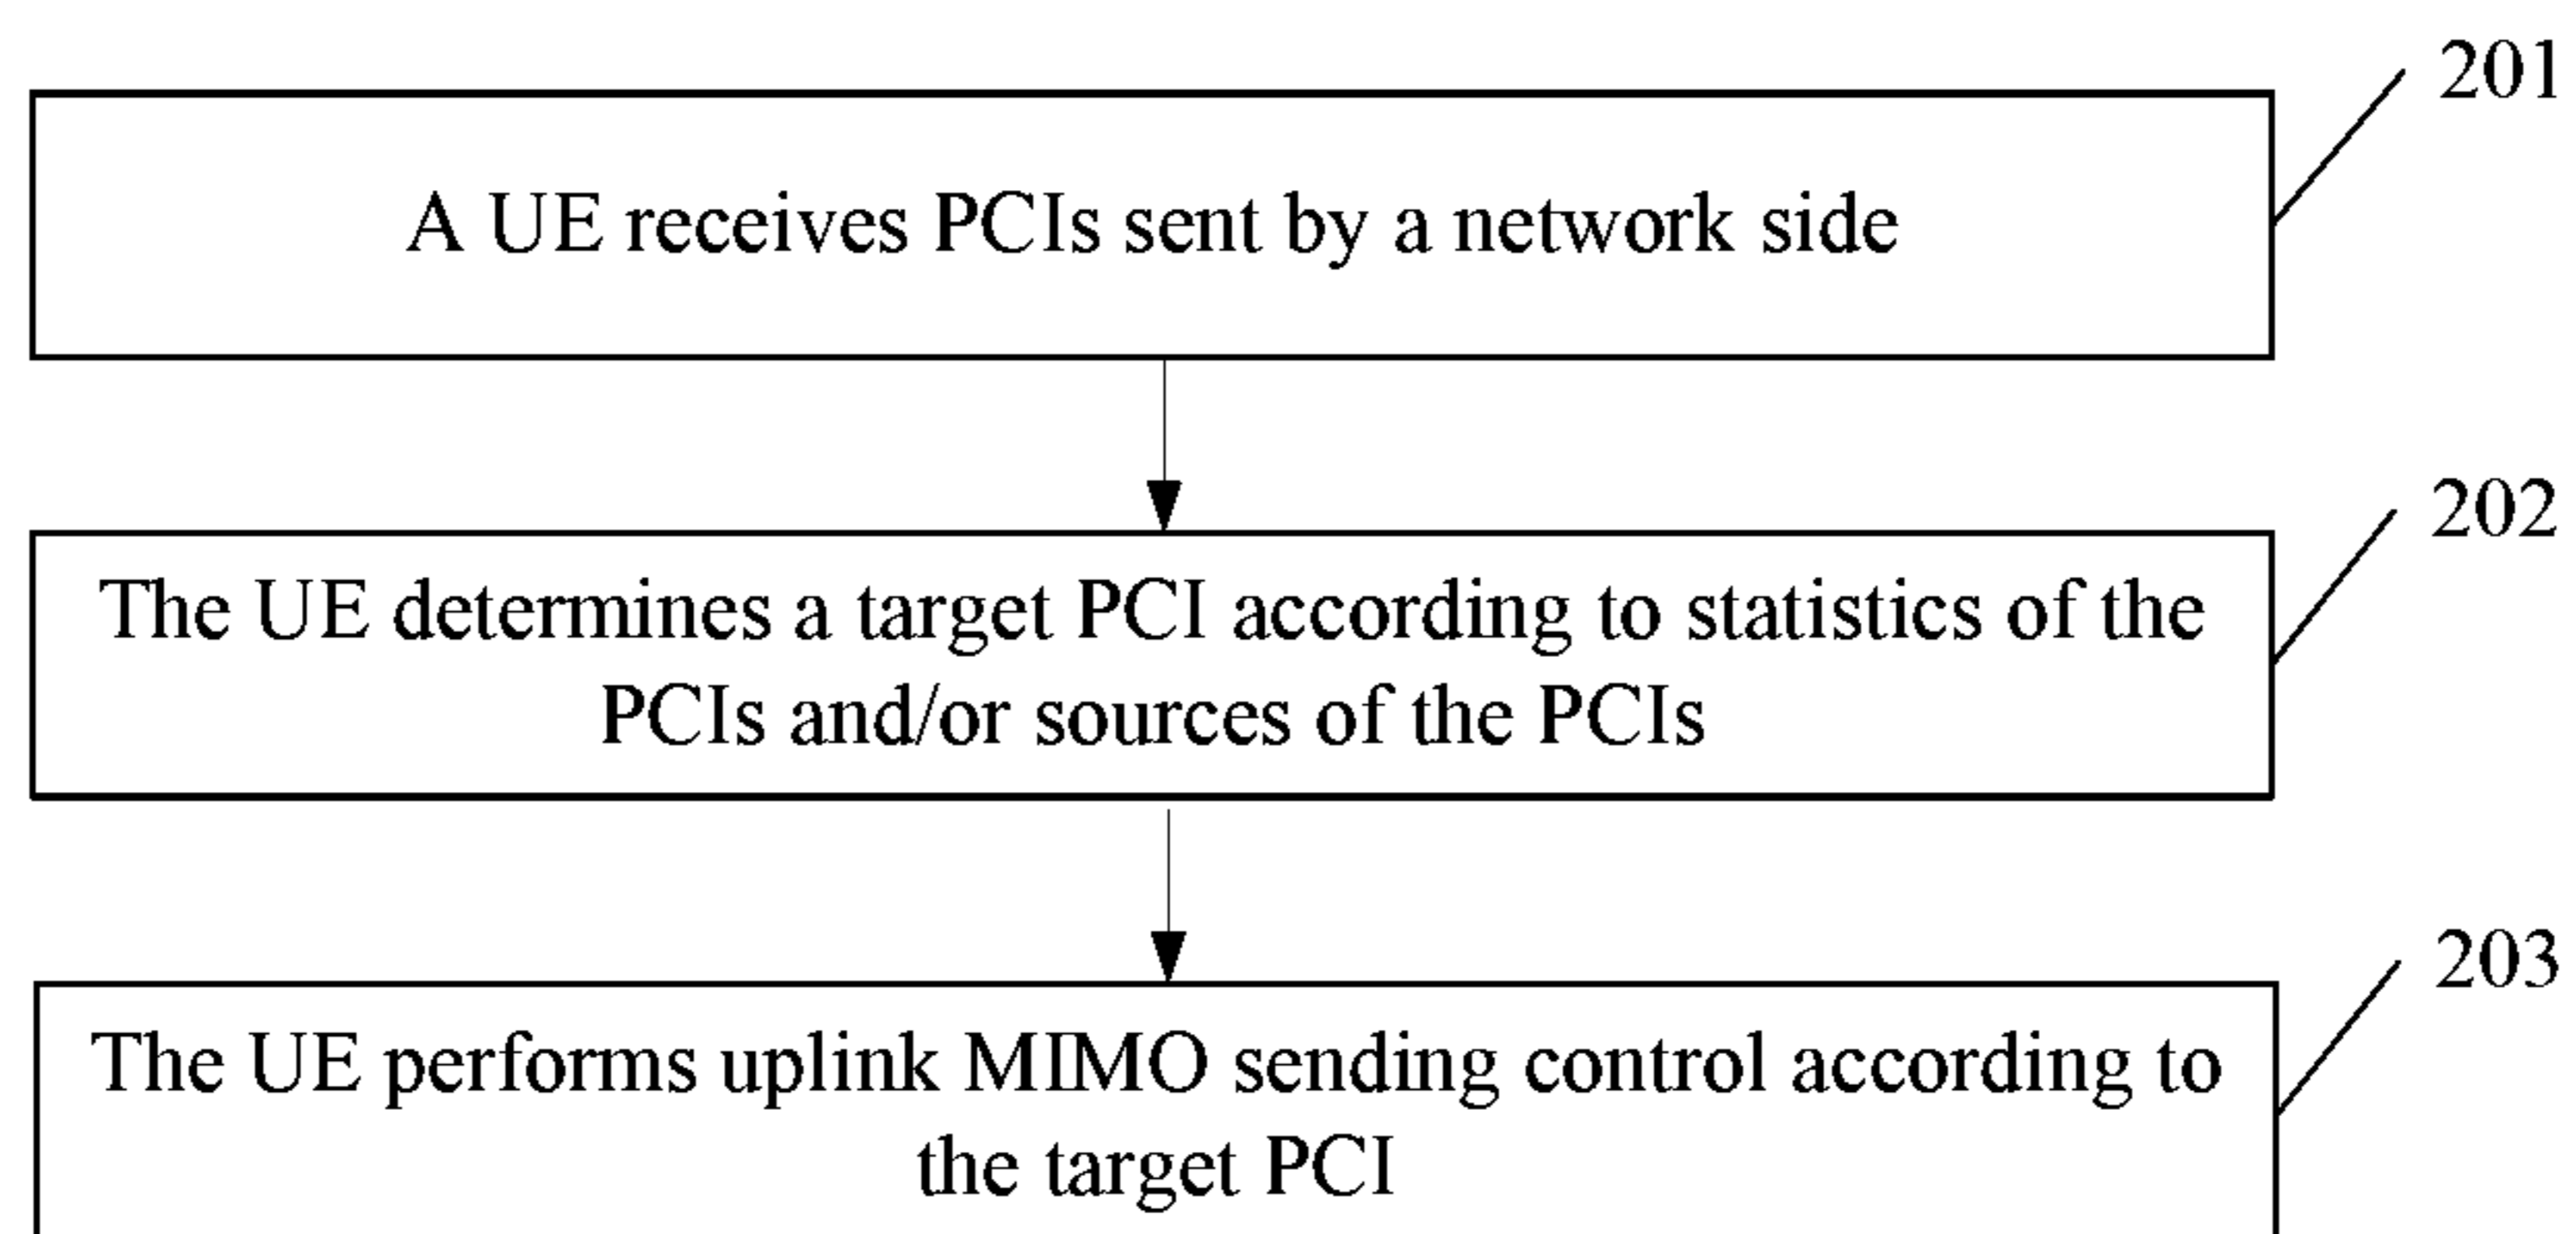 201
A UE receives PCIs sent by a network side
202
The UE determines a target PCI according to statistics of the
PCIs and/or sources of the PCIs
203
The UE performs uplink MIMO sending control according to
the target PCI